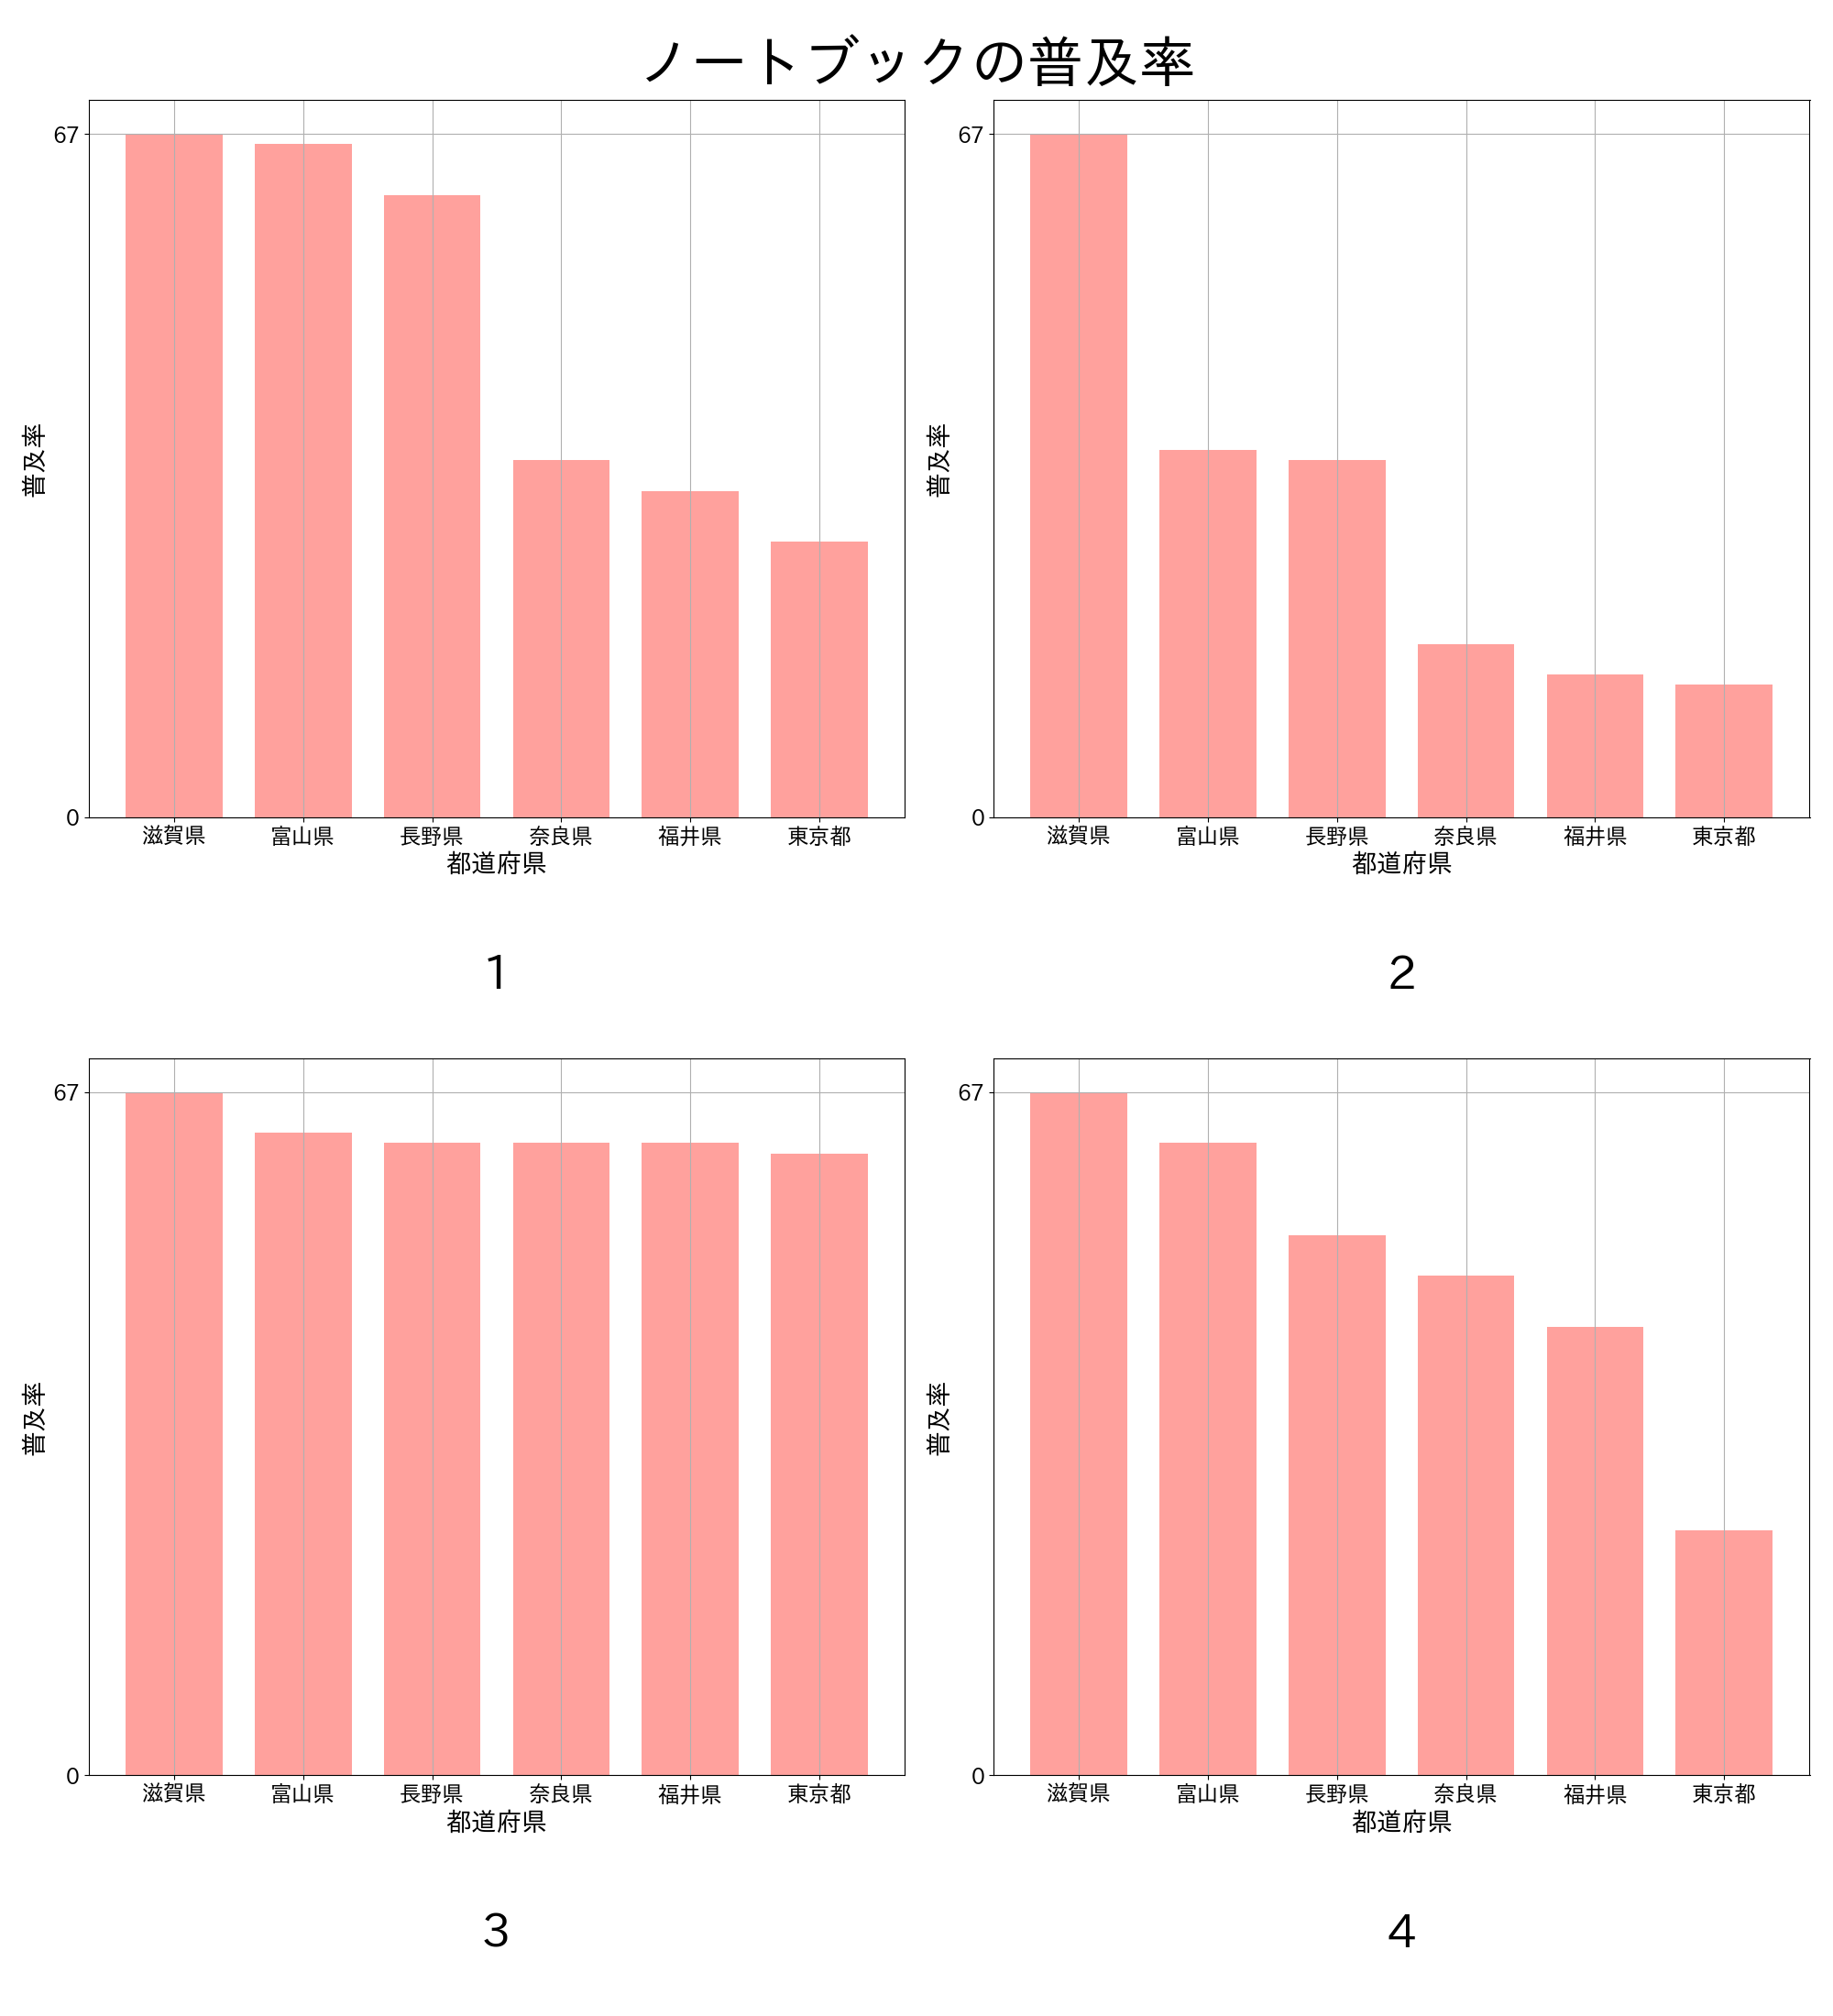 ノートブックの普及率
67
0
普及率
滋賀県 富山県 長野県 奈良県 福井県 東京都
都道府県
1
67
0
普及率
滋賀県 富山県 長野県 奈良県 福井県 東京都
都道府県
2
67
0
普及率
滋賀県 富山県 長野県 奈良県 福井県 東京都
都道府県
3
67
0
普及率
滋賀県 富山県 長野県 奈良県 福井県 東京都
都道府県
4